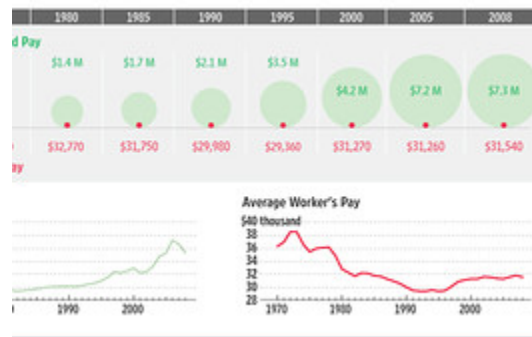 1980 1985 1990 1995 2000 2005 2008
d Pay
$1.4 M $1.7 M $2.1 M $3.5 M $4.2 M $7.2 M $7.3 M
$32,770 $31,750 $29,980 $29,360 $31,270 $31,260 $31,540
ay
Average Worker's Pay
$40 thousand
38
36
34
32
30
28
1990 2000
1970 1980 1990 2000